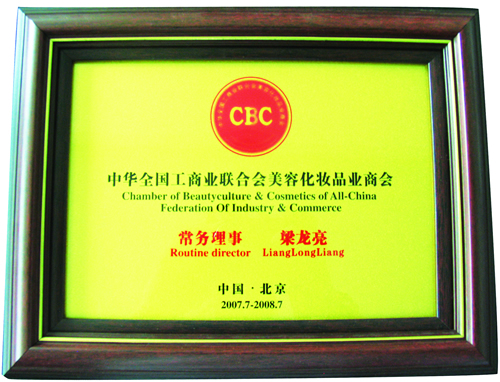 CBC
中华全国工商业联合会美容化妆品业商会
Chamber of Beautyculture & Cosmetics of All-China
Federation Of Industry & Commerce
常务理事 梁龙亮
Routine director LiangLongLiang
中国·北京
2007.7-2008.7